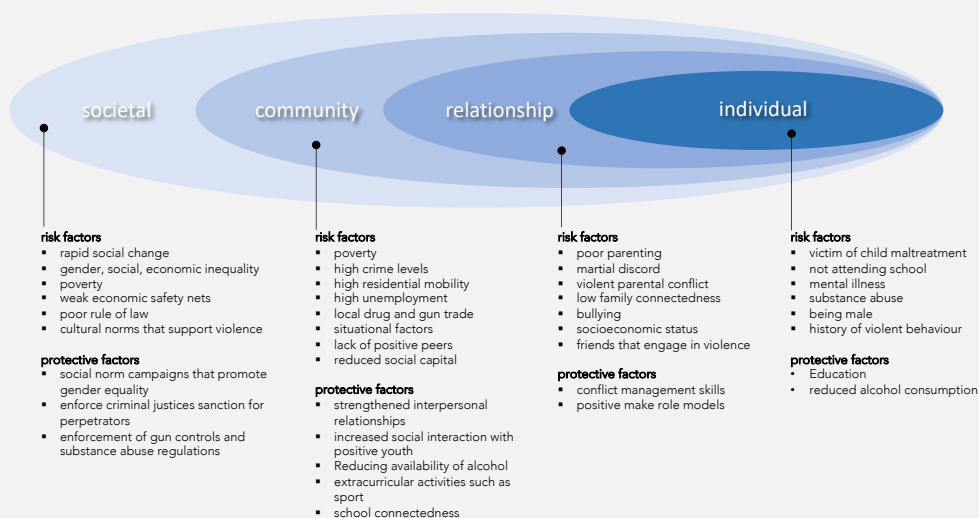 societal
community
relationship
individual
risk factors
▪ rapid social change
▪ gender, social, economic inequality
▪ poverty
▪ weak economic safety nets
▪ poor rule of law
▪ cultural norms that support violence
protective factors
▪ social norm campaigns that promote
gender equality
▪ enforce criminal justices sanction for
perpetrators
▪ enforcement of gun controls and
substance abuse regulations
risk factors
▪ poverty
▪ high crime levels
▪ high residential mobility
▪ high unemployment
▪ local drug and gun trade
▪ situational factors
▪ lack of positive peers
▪ reduced social capital
protective factors
▪ strengthened interpersonal
relationships
▪ increased social interaction with
positive youth
▪ Reducing availability of alcohol
▪ extracurricular activities such as
sport
▪ school connectedness
risk factors
▪ poor parenting
▪ martial discord
▪ violent parental conflict
▪ low family connectedness
▪ bullying
▪ socioeconomic status
▪ friends that engage in violence
protective factors
▪ conflict management skills
▪ positive make role models
risk factors
▪ victim of child maltreatment
▪ not attending school
▪ mental illness
▪ substance abuse
▪ being male
▪ history of violent behaviour
protective factors
• Education
• reduced alcohol consumption